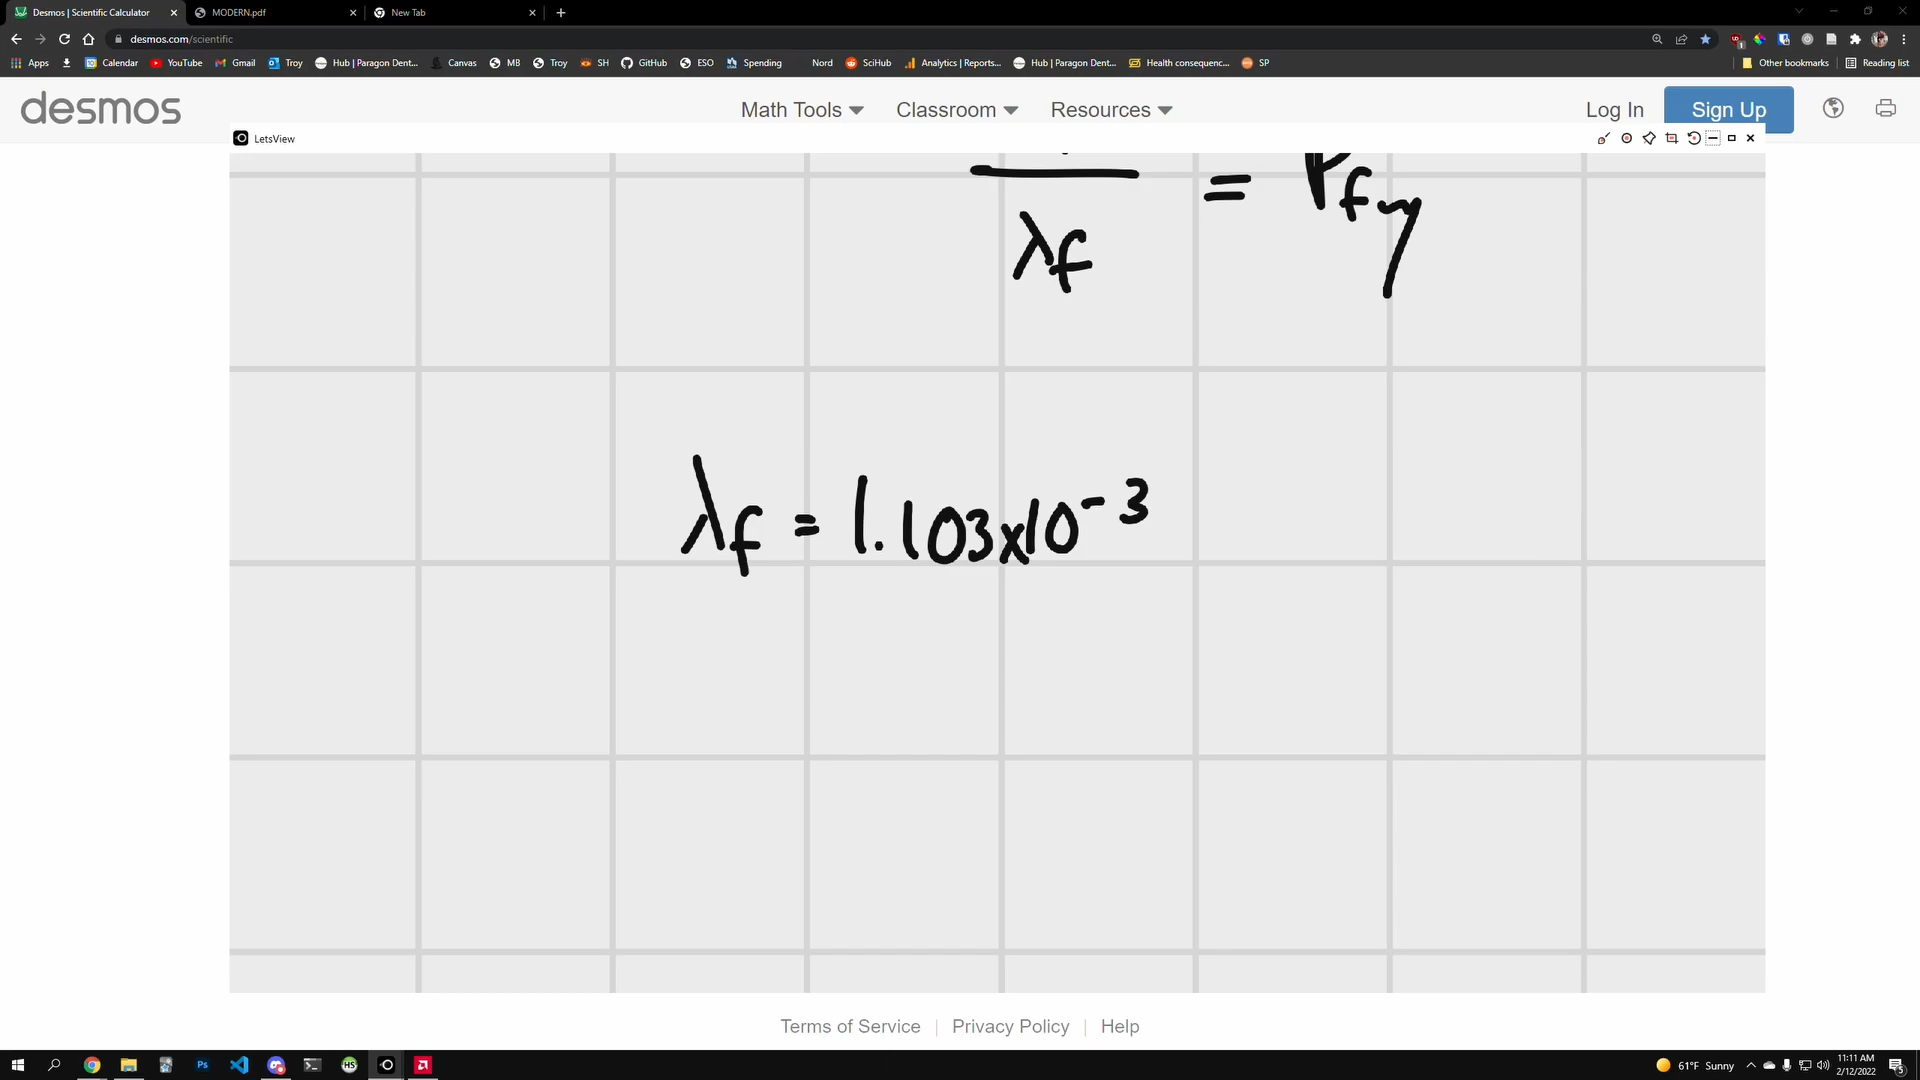 Desmos | Scientific Calculator
MODERN.pdf
New Tab
desmos.com/scientific
Apps
Calendar
YouTube
Gmail
Troy
Hub | Paragon Dent...
Canvas
MB
Troy
SH
GitHub
ESO
Spending
Nord
SciHub
Analytics | Reports...
Hub | Paragon Dent...
Health consequenc...
SP
Other bookmarks
Reading list
desmos
Math Tools
Classroom
Resources
Log In
Sign Up
LetsView
λf = Pfγ
λf = 1.103x10⁻³
Terms of Service | Privacy Policy | Help
61°F Sunny
11:11 AM
2/12/2022